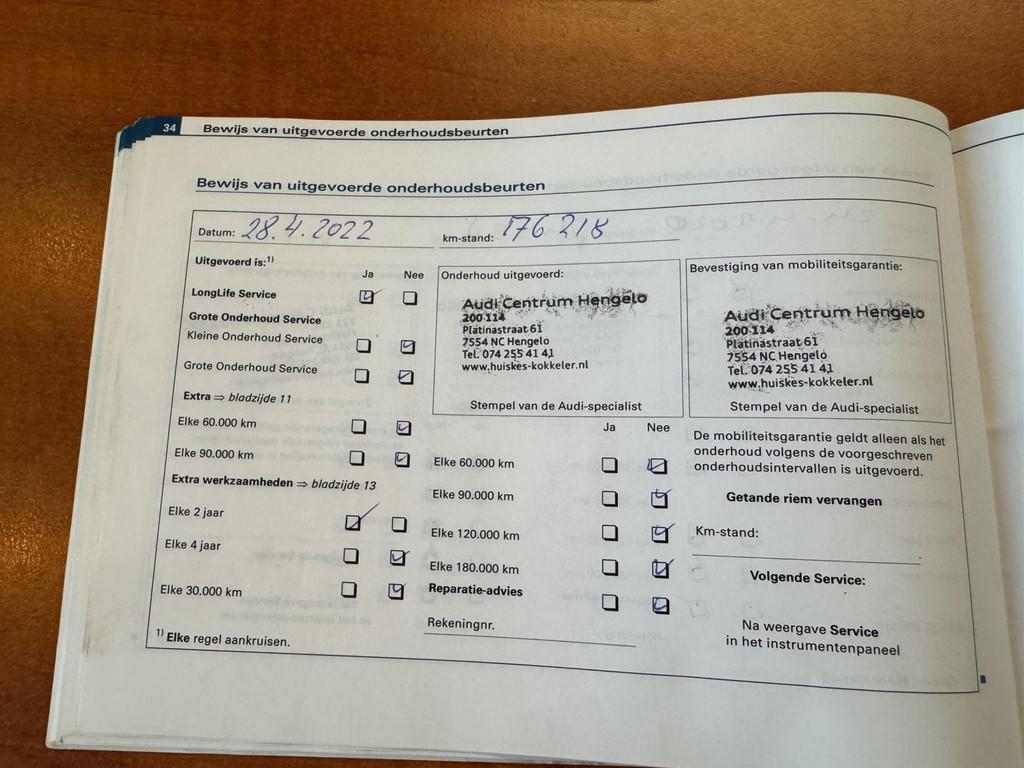 34 Bewijs van uitgevoerde onderhoudsbeurten
Bewijs van uitgevoerde onderhoudsbeurten
Datum: 28.4.2022 km-stand: 176 218
Uitgevoerd is:¹⁾
Ja Nee
LongLife Service
Grote Onderhoud Service
Kleine Onderhoud Service
Grote Onderhoud Service
Extra ⇒ bladzijde 11
Elke 60.000 km
Elke 90.000 km
Extra werkzaamheden ⇒ bladzijde 13
Elke 2 jaar
Elke 4 jaar
Elke 30.000 km
¹⁾ Elke regel aankruisen.
Onderhoud uitgevoerd:
Audi Centrum Hengelo
200-114
Platinastraat 61
7554 NC Hengelo
Tel. 074 255 41 41
www.huiskes-kokkeler.nl
Stempel van de Audi-specialist
Ja Nee
Elke 60.000 km
Elke 90.000 km
Elke 120.000 km
Elke 180.000 km
Reparatie-advies
Rekeningnr.
Bevestiging van mobiliteitsgarantie:
Audi Centrum Hengelo
200-114
Platinastraat 61
7554 NC Hengelo
Tel. 074 255 41 41
www.huiskes-kokkeler.nl
Stempel van de Audi-specialist
De mobiliteitsgarantie geldt alleen als het
onderhoud volgens de voorgeschreven
onderhoudsintervallen is uitgevoerd.
Getande riem vervangen
Km-stand:
Volgende Service:
Na weergave Service
in het instrumentenpaneel